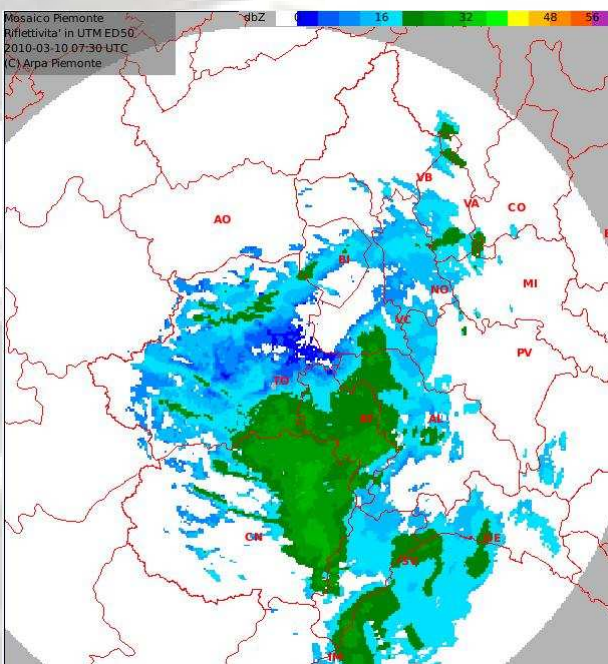 Mosaico Piemonte
Riflettivita' in UTM ED50
2010-03-10 07:30 UTC
(C) Arpa Piemonte
dbZ 0 16 32 48 56
VB
VA
CO
AO
BI
MI
NO
VC
PV
TO
AL
CN
GE
SV
IM